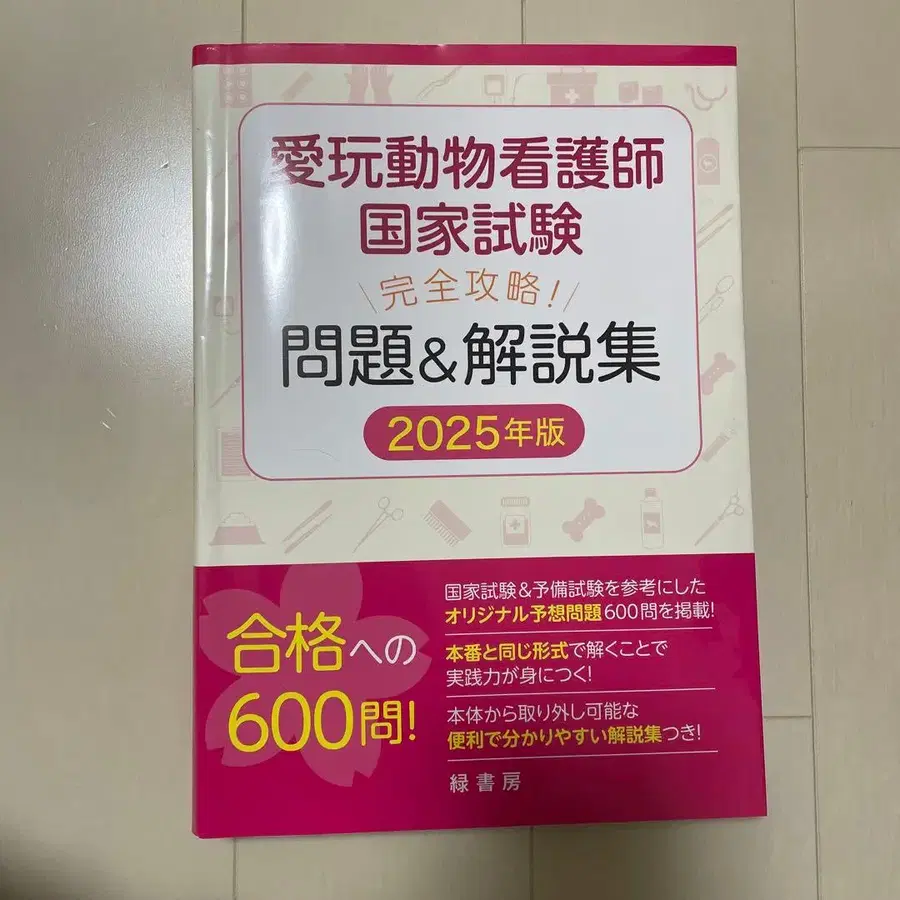 愛玩動物看護師
国家試験
完全攻略!
問題&解説集
2025年版
合格への
600問!
国家試験&予備試験を参考にした
オリジナル予想問題600問を掲載!
本番と同じ形式で解くことで
実践力が身につく!
本体から取り外し可能な
便利で分かりやすい解説集つき!
緑書房